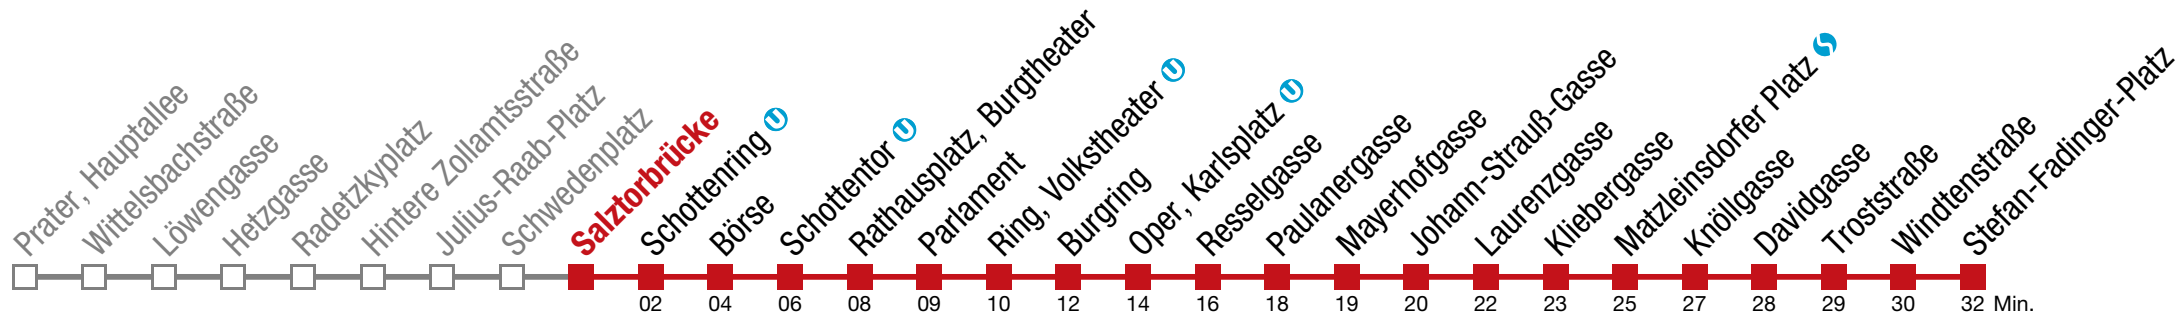 Prater, Hauptallee
Wittelsbachstraße
Löwengasse
Hetzgasse
Radetzkyplatz
Hintere Zollamtsstraße
Julius-Raab-Platz
Schwedenplatz
Salztorbrücke
Schottenring U
Börse
Schottentor U
Rathausplatz, Burgtheater
Parlament
Ring, Volkstheater U
Burgring
Oper, Karlsplatz U
Resselgasse
Paulanergasse
Mayerhofgasse
Johann-Strauß-Gasse
Laurenzgasse
Kliebergasse
Matzleinsdorfer Platz S
Knöllgasse
Davidgasse
Troststraße
Windtenstraße
Stefan-Fadinger-Platz
02 04 06 08 09 10 12 14 16 18 19 20 22 23 25 27 28 29 30 32 Min.